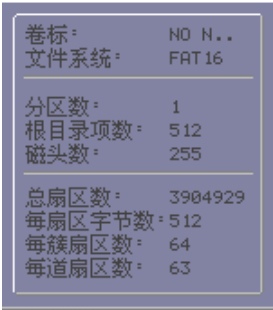 卷标: NO N..
文件系统: FAT16
分区数: 1
根目录项数: 512
磁头数: 255
总扇区数: 3904929
每扇区字节数:512
每簇扇区数: 64
每道扇区数: 63